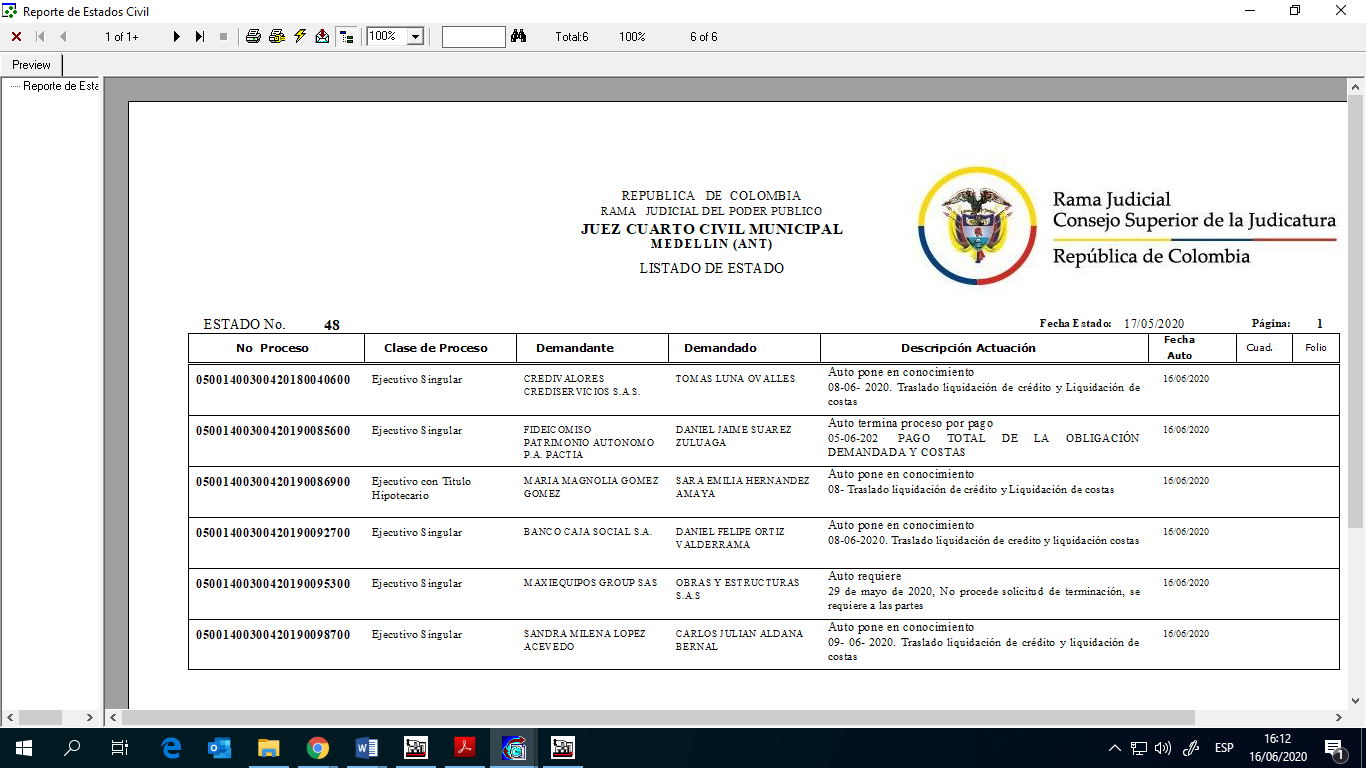 Reporte de Estados Civil
1 of 1+
100%
Total:6
100%
6 of 6
Preview
Reporte de Esta
REPUBLICA DE COLOMBIA
RAMA JUDICIAL DEL PODER PUBLICO
JUEZ CUARTO CIVIL MUNICIPAL
MEDELLIN (ANT)
LISTADO DE ESTADO
Rama Judicial
Consejo Superior de la Judicatura
República de Colombia
ESTADO No. 48
Fecha Estado: 17/05/2020
Página: 1
No Proceso
Clase de Proceso
Demandante
Demandado
Descripción Actuación
Fecha
Auto
Cuad.
Folio
05001400300420180040600
Ejecutivo Singular
CREDIVALORES
CREDISERVICIOS S.A.S.
TOMAS LUNA OVALLES
Auto pone en conocimiento
08-06- 2020. Traslado liquidación de crédito y Liquidación de
costas
16/06/2020
05001400300420190085600
Ejecutivo Singular
FIDEICOMISO
PATRIMONIO AUTONOMO
P.A. PACTIA
DANIEL JAIME SUAREZ
ZULUAGA
Auto termina proceso por pago
05-06-202 PAGO TOTAL DE LA OBLIGACIÓN
DEMANDADA Y COSTAS
16/06/2020
05001400300420190086900
Ejecutivo con Titulo
Hipotecario
MARIA MAGNOLIA GOMEZ
GOMEZ
SARA EMILIA HERNANDEZ
AMAYA
Auto pone en conocimiento
08- Traslado liquidación de crédito y Liquidación de costas
16/06/2020
05001400300420190092700
Ejecutivo Singular
BANCO CAJA SOCIAL S.A.
DANIEL FELIPE ORTIZ
VALDERRAMA
Auto pone en conocimiento
08-06-2020. Traslado liquidación de credito y liquidación costas
16/06/2020
05001400300420190095300
Ejecutivo Singular
MAXIEQUIPOS GROUP SAS
OBRAS Y ESTRUCTURAS
S.A.S
Auto requiere
29 de mayo de 2020, No procede solicitud de terminación, se
requiere a las partes
16/06/2020
05001400300420190098700
Ejecutivo Singular
SANDRA MILENA LOPEZ
ACEVEDO
CARLOS JULIAN ALDANA
BERNAL
Auto pone en conocimiento
09- 06- 2020. Traslado liquidación de crédito y liquidación de
costas
16/06/2020
ESP
16:12
16/06/2020
1